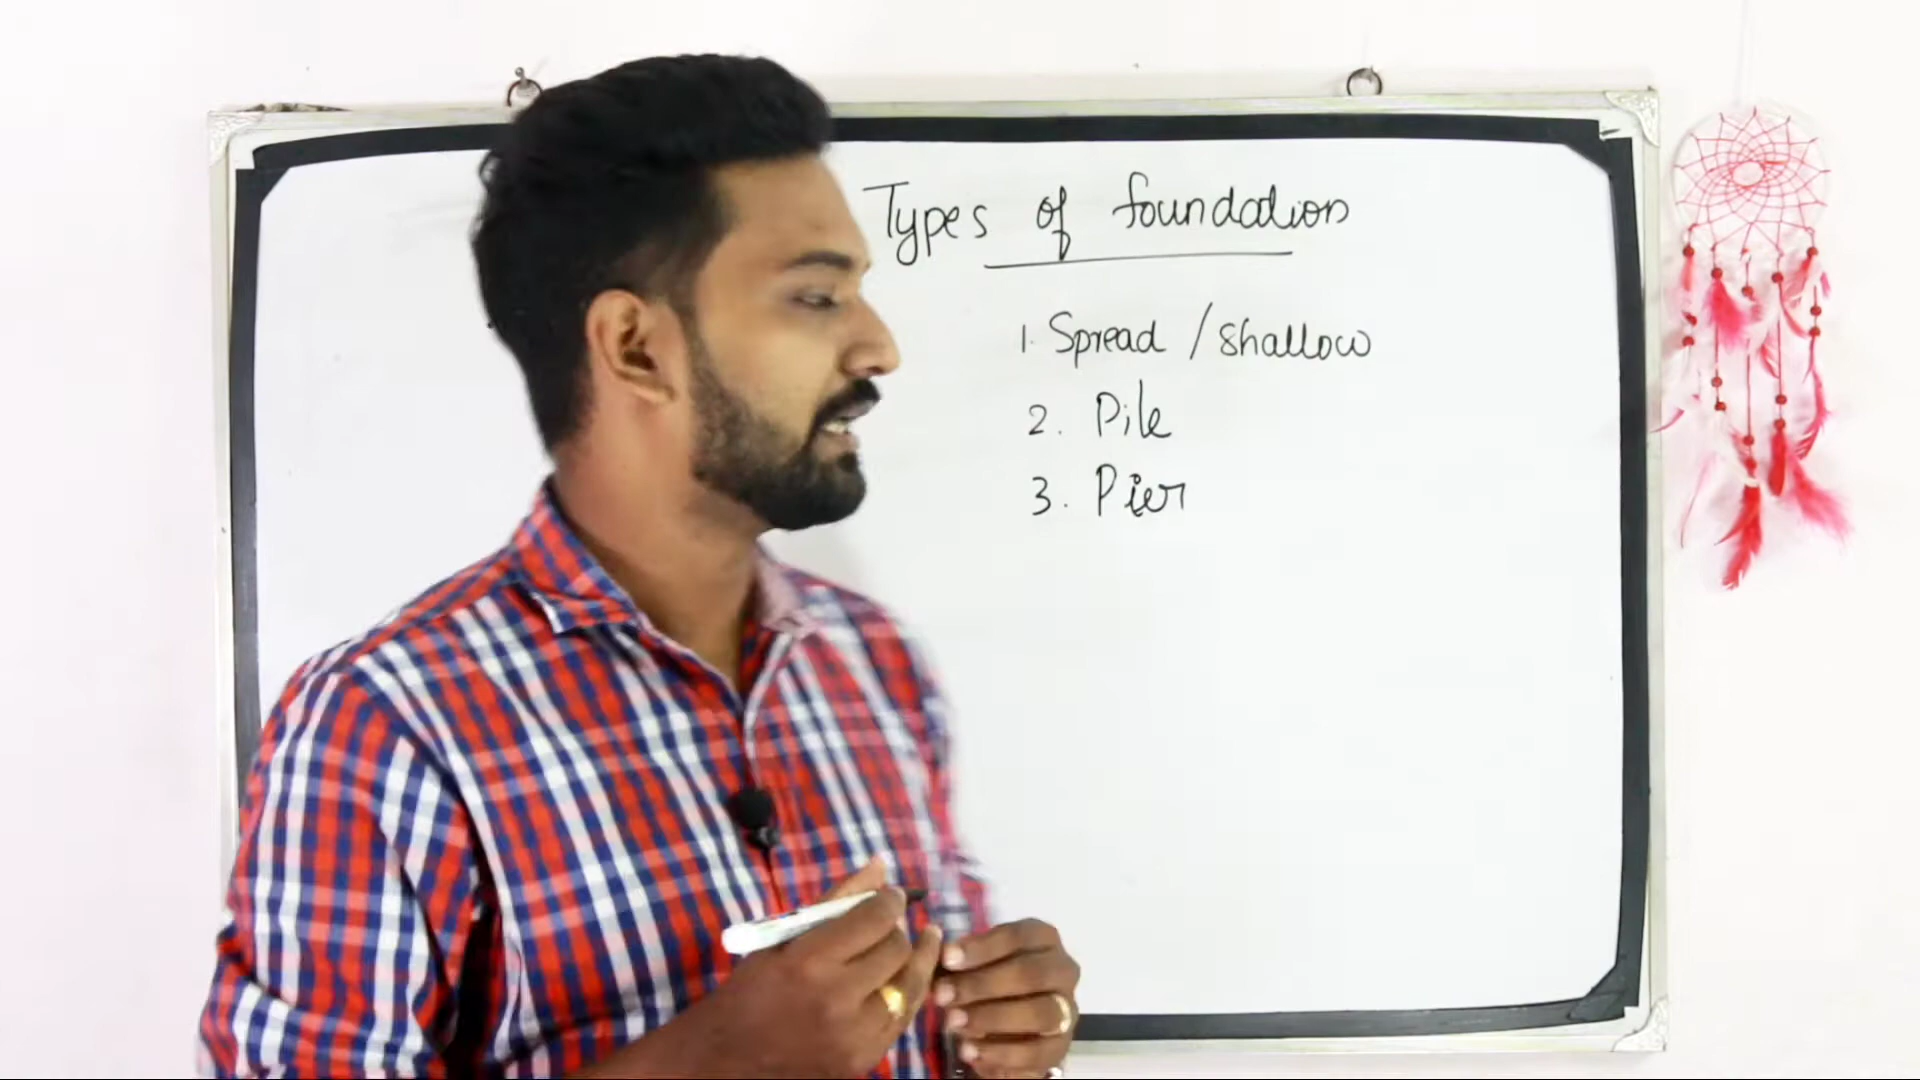 Types of foundation
1. Spread / shallow
2. Pile
3. Pier